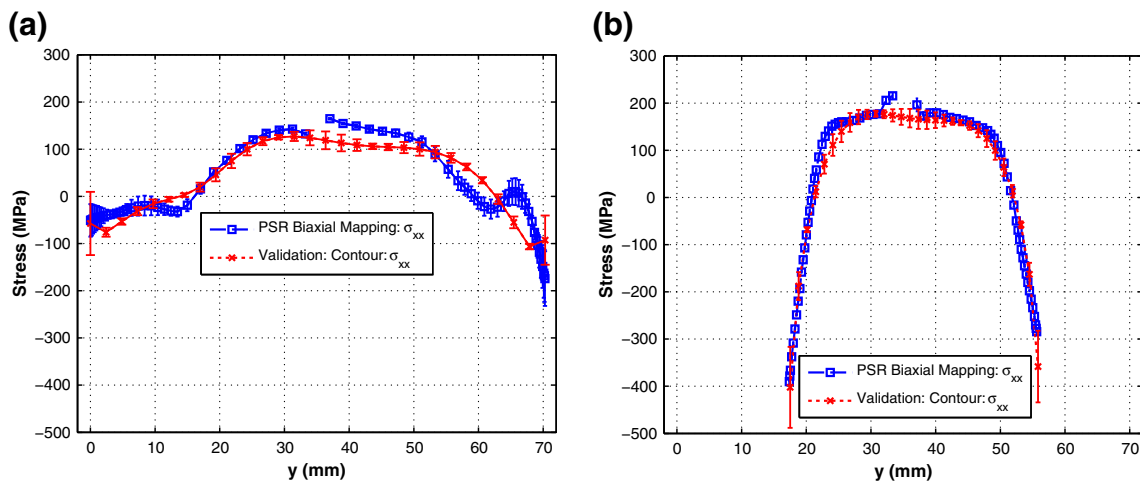 (a)
300
200
100
0
−100
−200
−300
−400
−500
Stress (MPa)
PSR Biaxial Mapping: σxx
Validation: Contour: σxx
0 10 20 30 40 50 60 70
y (mm)
(b)
300
200
100
0
−100
−200
−300
−400
−500
Stress (MPa)
PSR Biaxial Mapping: σxx
Validation: Contour: σxx
0 10 20 30 40 50 60 70
y (mm)